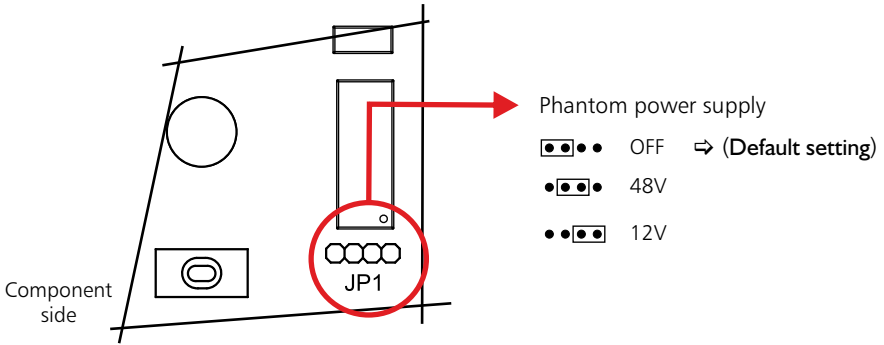 Phantom power supply
OFF ⇨ (Default setting)
48V
12V
JP1
Component
side